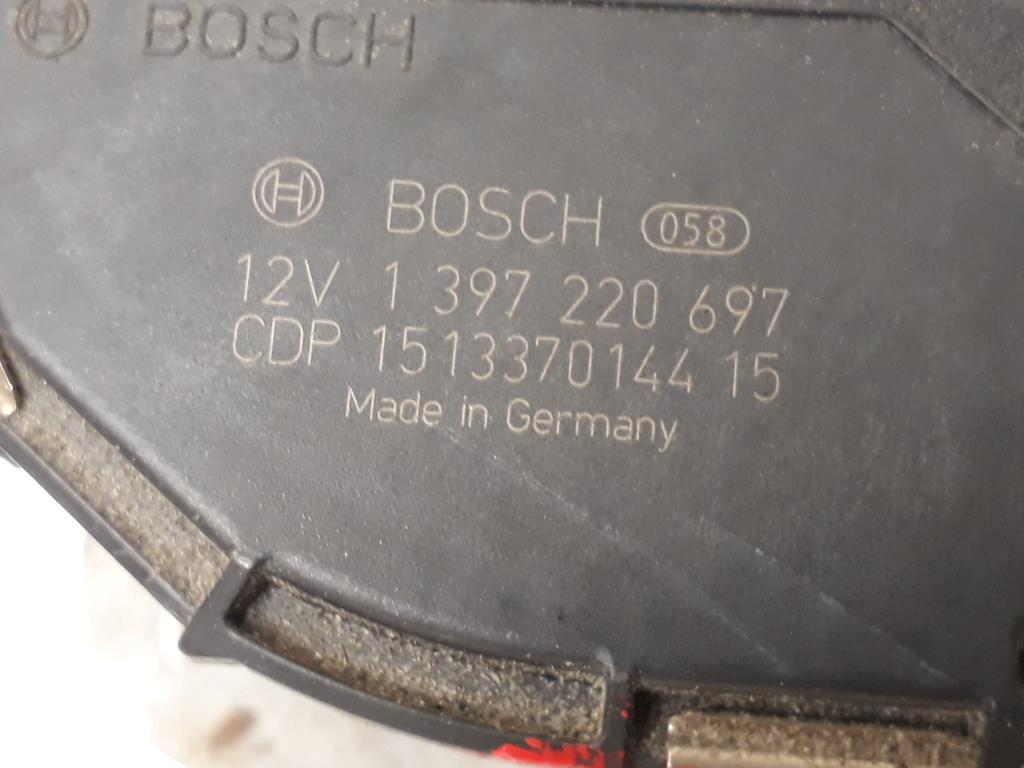 BOSCH
BOSCH 058
12V 1 397 220 697
CDP 1513370144 15
Made in Germany